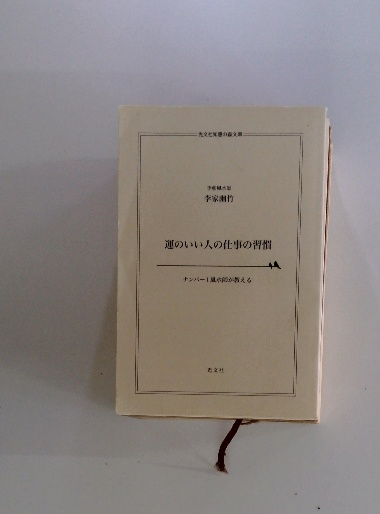 光文社知恵の森文庫
李家幽竹
運のいい人の仕事の習慣
ナンバー1風水師が教える
光文社